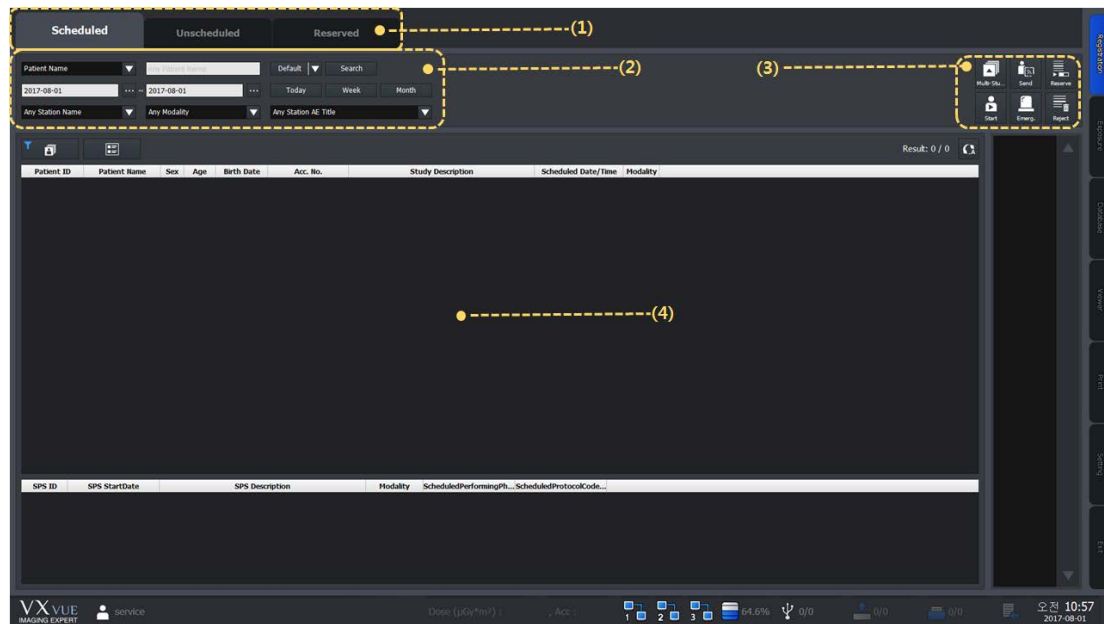 Scheduled Unscheduled Reserved (1)
Patient Name Default Search (2)
2017-08-01 ... ~ 2017-08-01 ... Today Week Month
Any Station Name Any Modality Any Station AE Title
(3) Multi-Stu... Send Reserve
Start Emerg. Reject
Registration
Exposure
Database
Viewer
Print
Setting
Exit
Result: 0 / 0
Patient ID Patient Name Sex Age Birth Date Acc. No. Study Description Scheduled Date/Time Modality
(4)
SPS ID SPS StartDate SPS Description Modality ScheduledPerformingPh... ScheduledProtocolCode...
VXVUE
IMAGING EXPERT
service Dose (μGy*m²) : , Acc : 1 2 3 64.6% 0/0 0/0 0/0 오전 10:57
2017-08-01